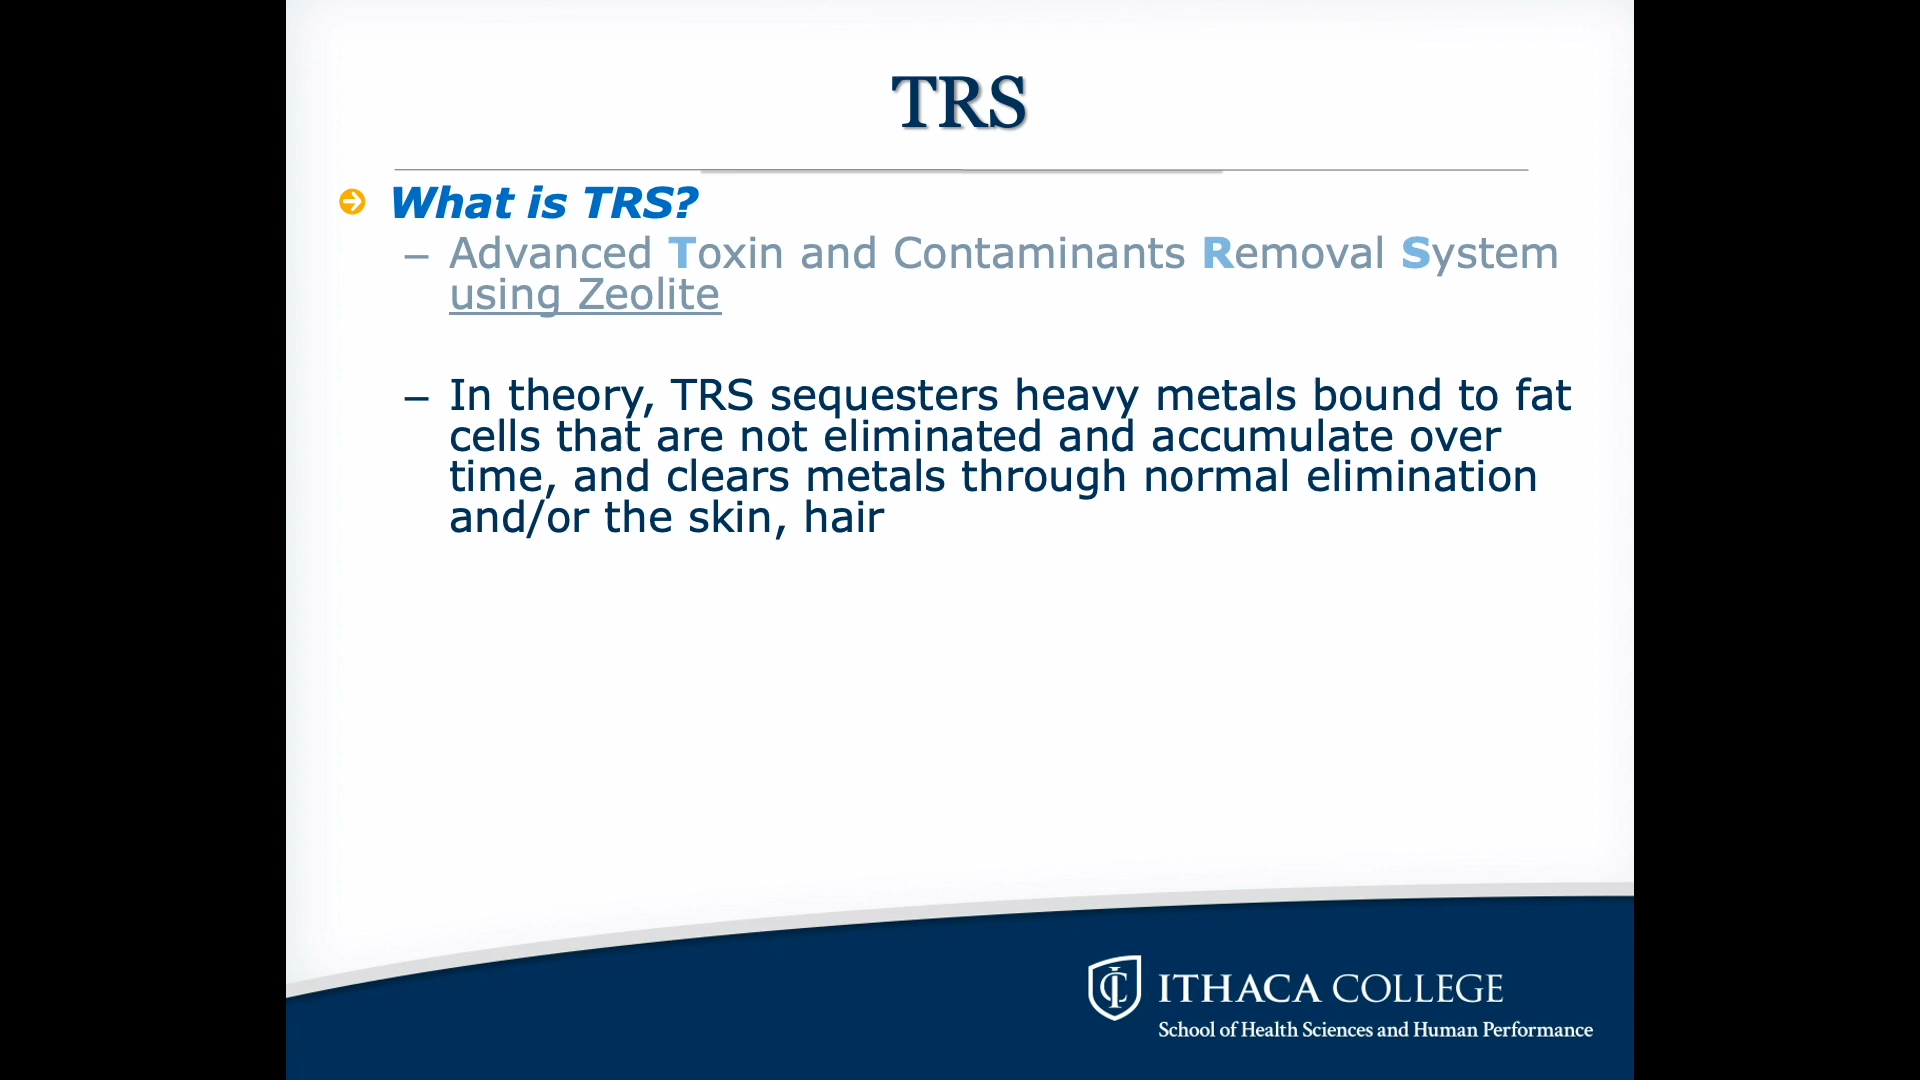 TRS
What is TRS?
– Advanced Toxin and Contaminants Removal System
using Zeolite
– In theory, TRS sequesters heavy metals bound to fat
cells that are not eliminated and accumulate over
time, and clears metals through normal elimination
and/or the skin, hair
ITHACA COLLEGE
School of Health Sciences and Human Performance